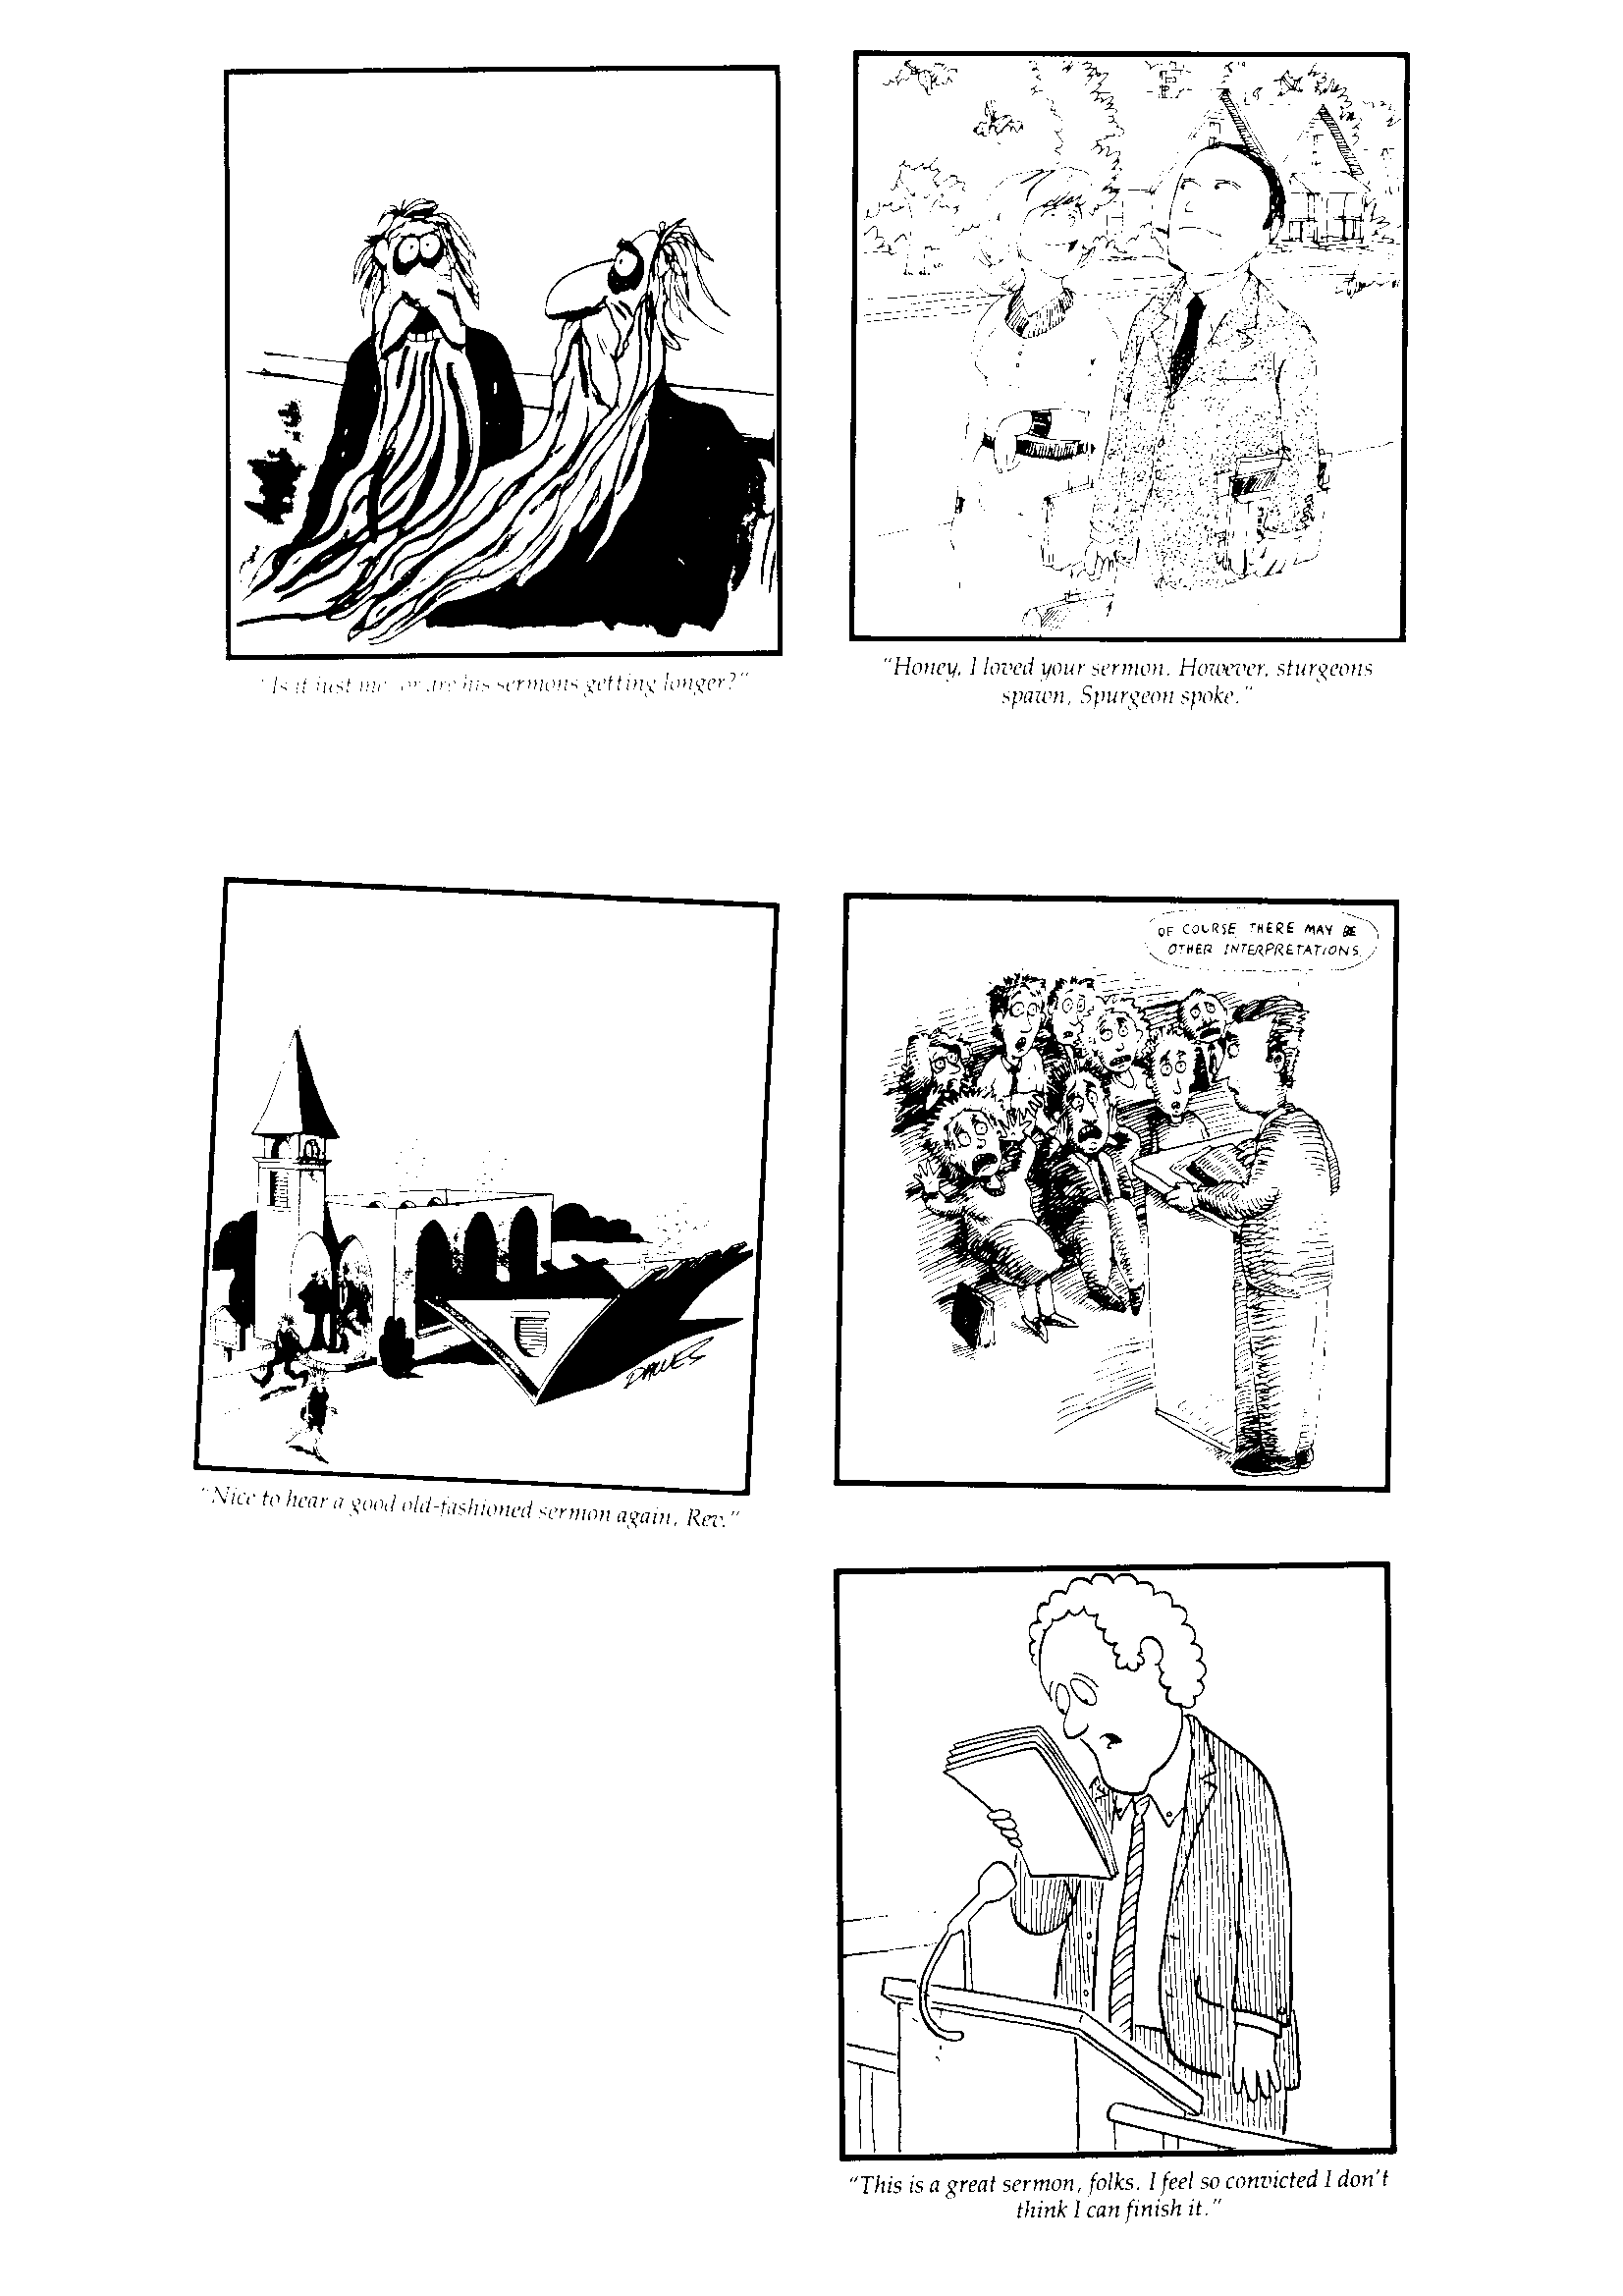 "Is it just me, or are his sermons getting longer?"
"Honey, I loved your sermon. However, sturgeons
spawn, Spurgeon spoke."
DAWES
"Nice to hear a good old-fashioned sermon again, Rev."
OF COURSE THERE MAY BE
OTHER INTERPRETATIONS.
"This is a great sermon, folks. I feel so convicted I don't
think I can finish it."